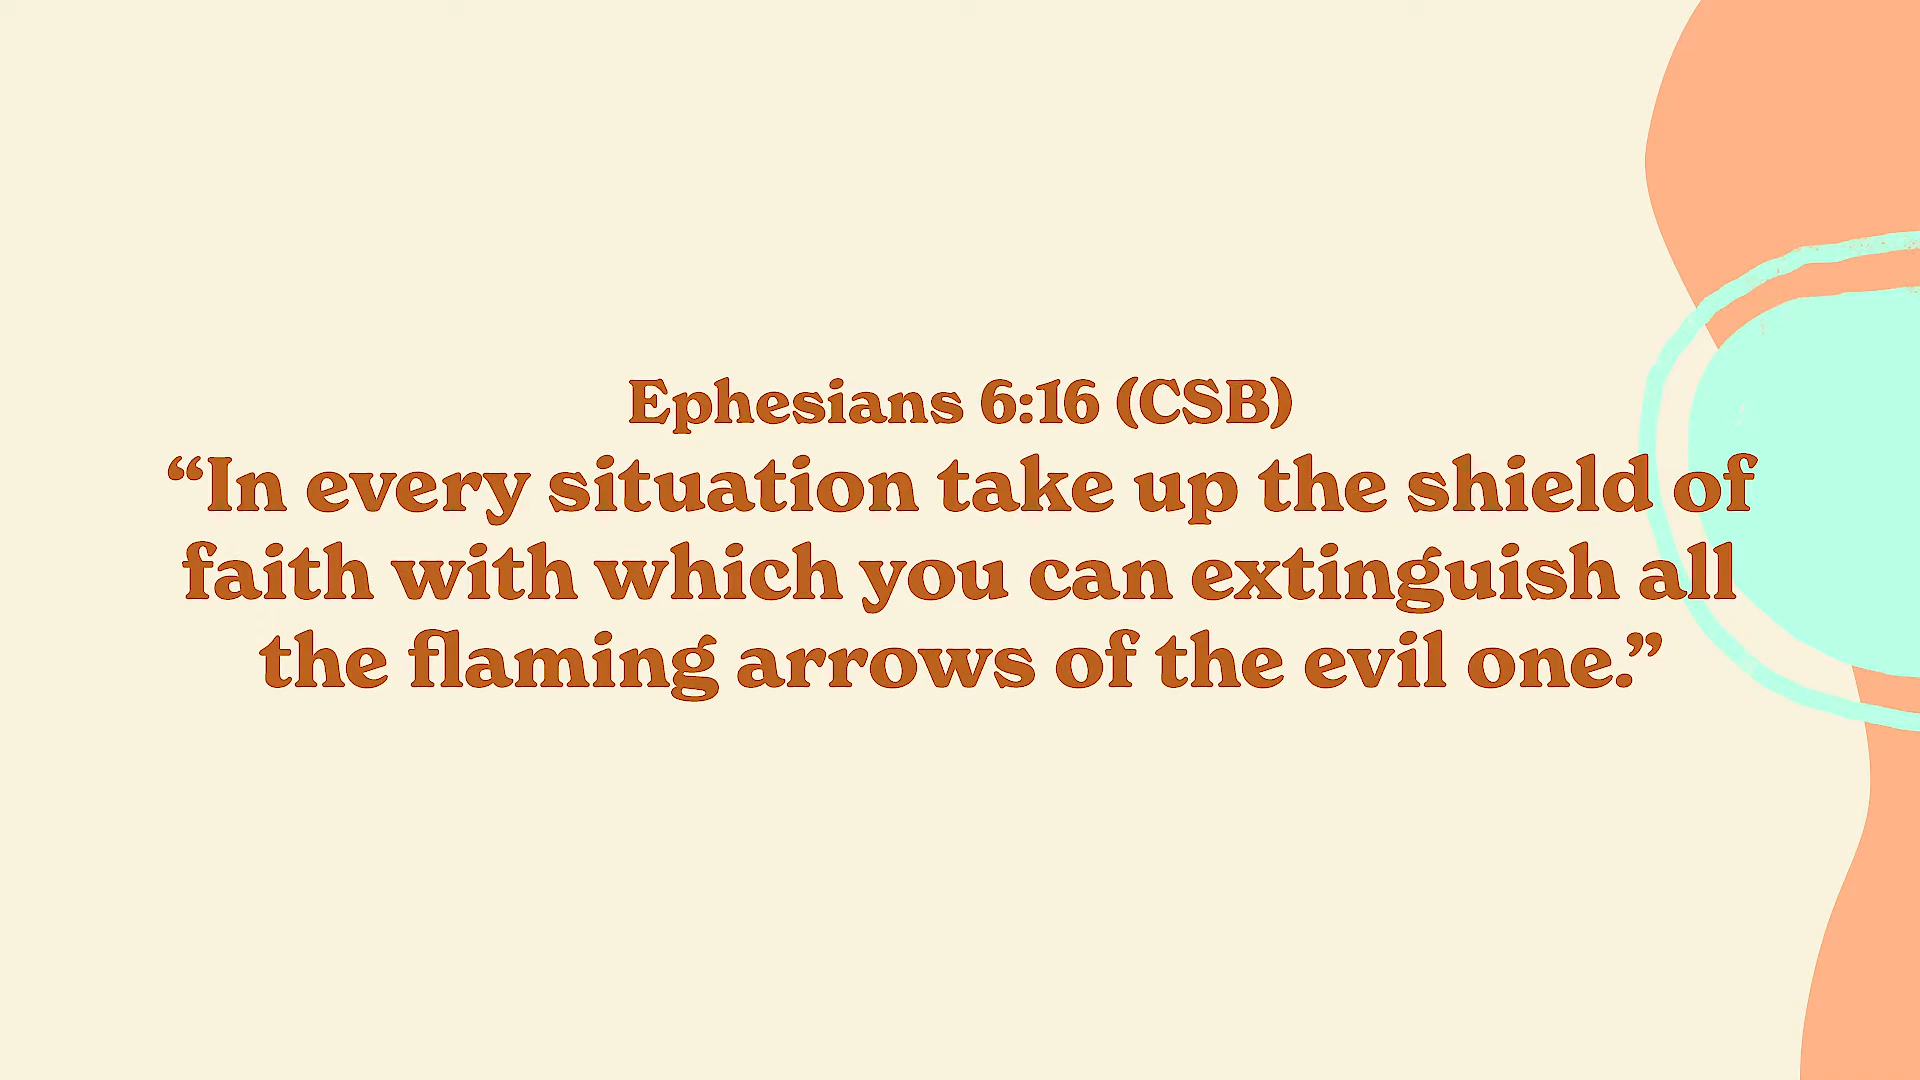 Ephesians 6:16 (CSB)
“In every situation take up the shield of
faith with which you can extinguish all
the flaming arrows of the evil one.”